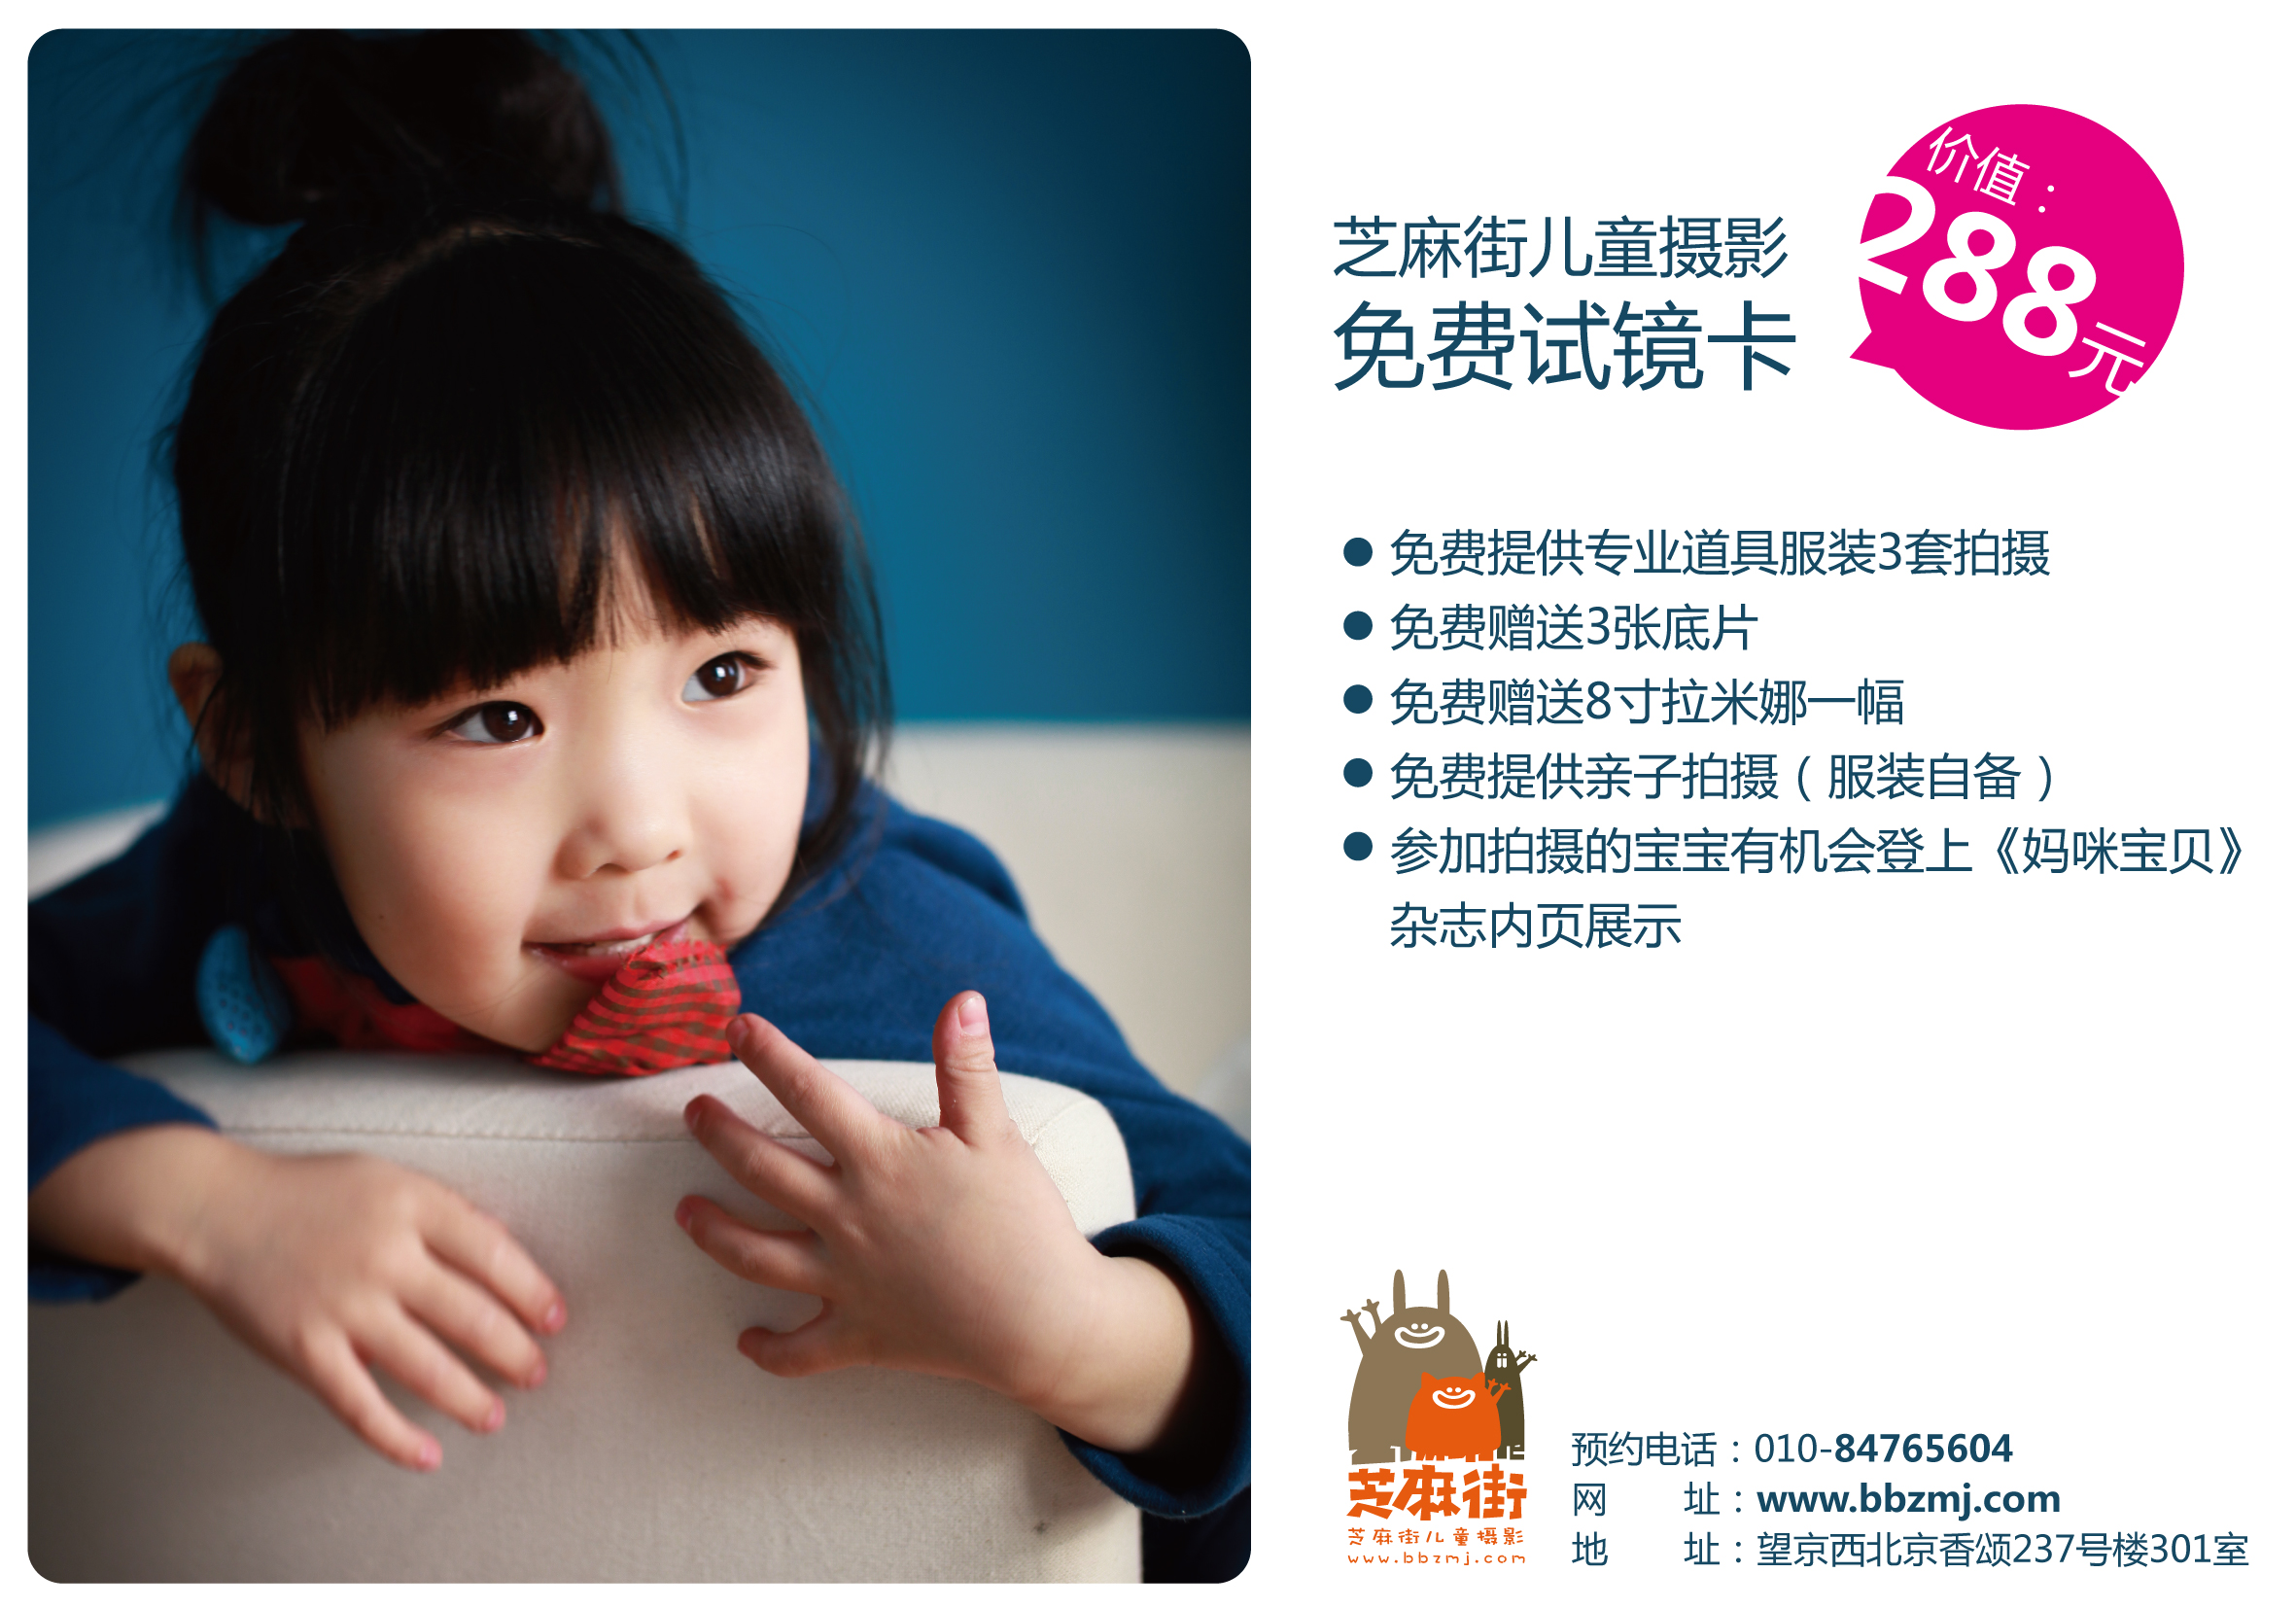 价值：
288元
芝麻街儿童摄影
免费试镜卡
● 免费提供专业道具服装3套拍摄
● 免费赠送3张底片
● 免费赠送8寸拉米娜一幅
● 免费提供亲子拍摄（服装自备）
● 参加拍摄的宝宝有机会登上《妈咪宝贝》
杂志内页展示
芝麻街
芝麻街儿童摄影
www.bbzmj.com
预约电话：010-84765604
网　　址：www.bbzmj.com
地　　址：望京西北京香颂237号楼301室